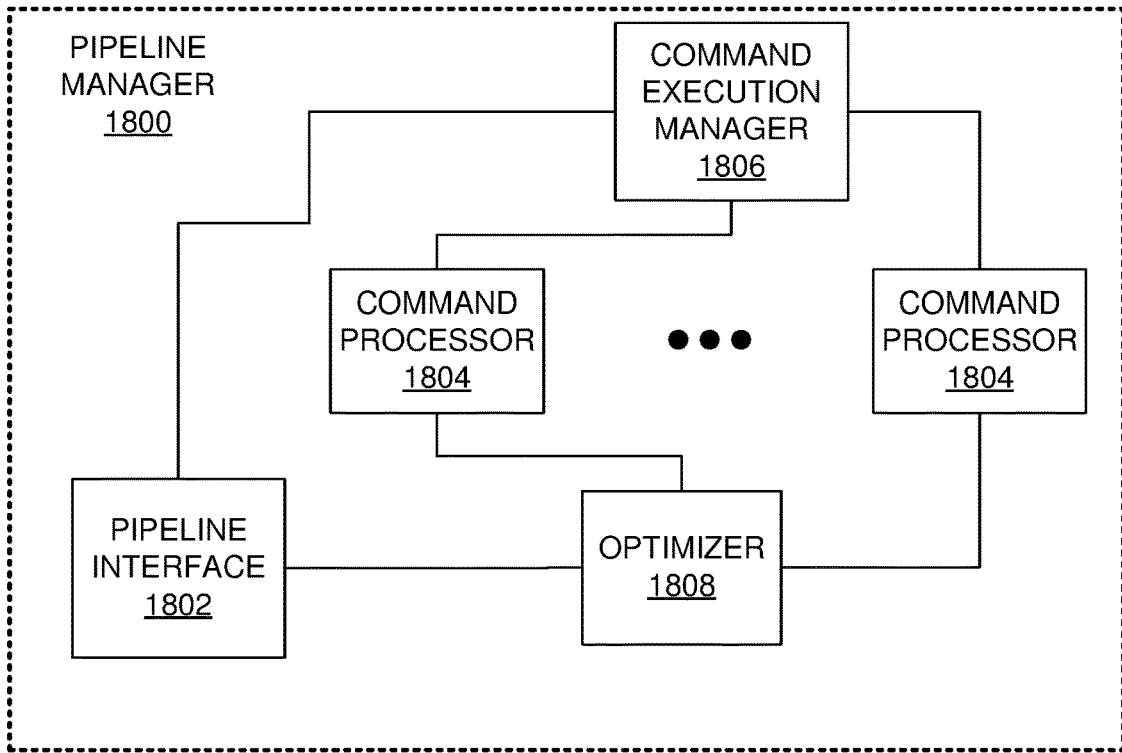 PIPELINE
MANAGER
1800
COMMAND
EXECUTION
MANAGER
1806
COMMAND
PROCESSOR
1804
COMMAND
PROCESSOR
1804
PIPELINE
INTERFACE
1802
OPTIMIZER
1808